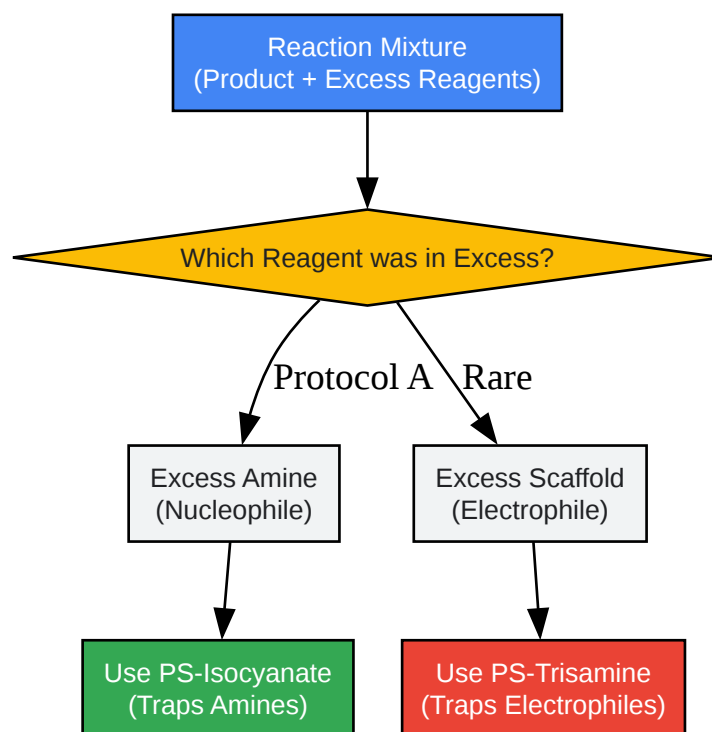 Reaction Mixture
(Product + Excess Reagents)
Which Reagent was in Excess?
Protocol A
Rare
Excess Amine
(Nucleophile)
Excess Scaffold
(Electrophile)
Use PS-Isocyanate
(Traps Amines)
Use PS-Trisamine
(Traps Electrophiles)